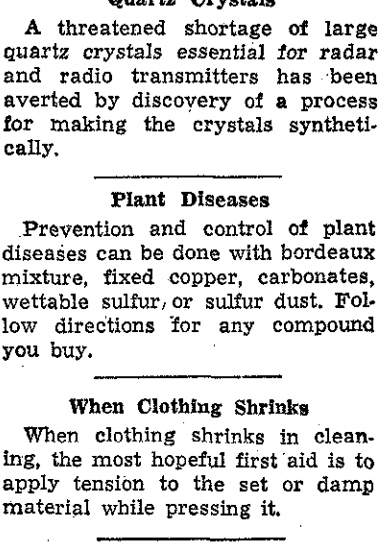 Quartz Crystals
A threatened shortage of large
quartz crystals essential for radar
and radio transmitters has been
averted by discovery of a process
for making the crystals syntheti-
cally.
Plant Diseases
Prevention and control of plant
diseases can be done with bordeaux
mixture, fixed copper, carbonates,
wettable sulfur, or sulfur dust. Fol-
low directions for any compound
you buy.
When Clothing Shrinks
When clothing shrinks in clean-
ing, the most hopeful first aid is to
apply tension to the set or damp
material while pressing it.